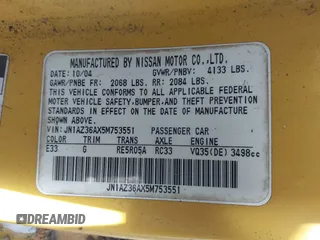 MANUFACTURED BY NISSAN MOTOR CO.,LTD.
DATE: 10/04 GVWR/PNBV: 4133 LBS.
GAWR/PNBE FR: 2068 LBS. RR: 2084 LBS.
THIS VEHICLE CONFORMS TO ALL APPLICABLE
FEDERAL MOTOR VEHICLE SAFETY,BUMPER,AND THEFT PREVENTION
STANDARDS IN EFFECT ON THE DATE OF MANUFACTURE
SHOWN ABOVE.
VIN: JN1AZ36AX5M753551 PASSENGER CAR
COLOR TRIM TRANS AXLE ENGINE
E33 G RE5R05A RC33 VQ35(DE) 3498cc
JN1AZ36AX5M753551
DREAMBID